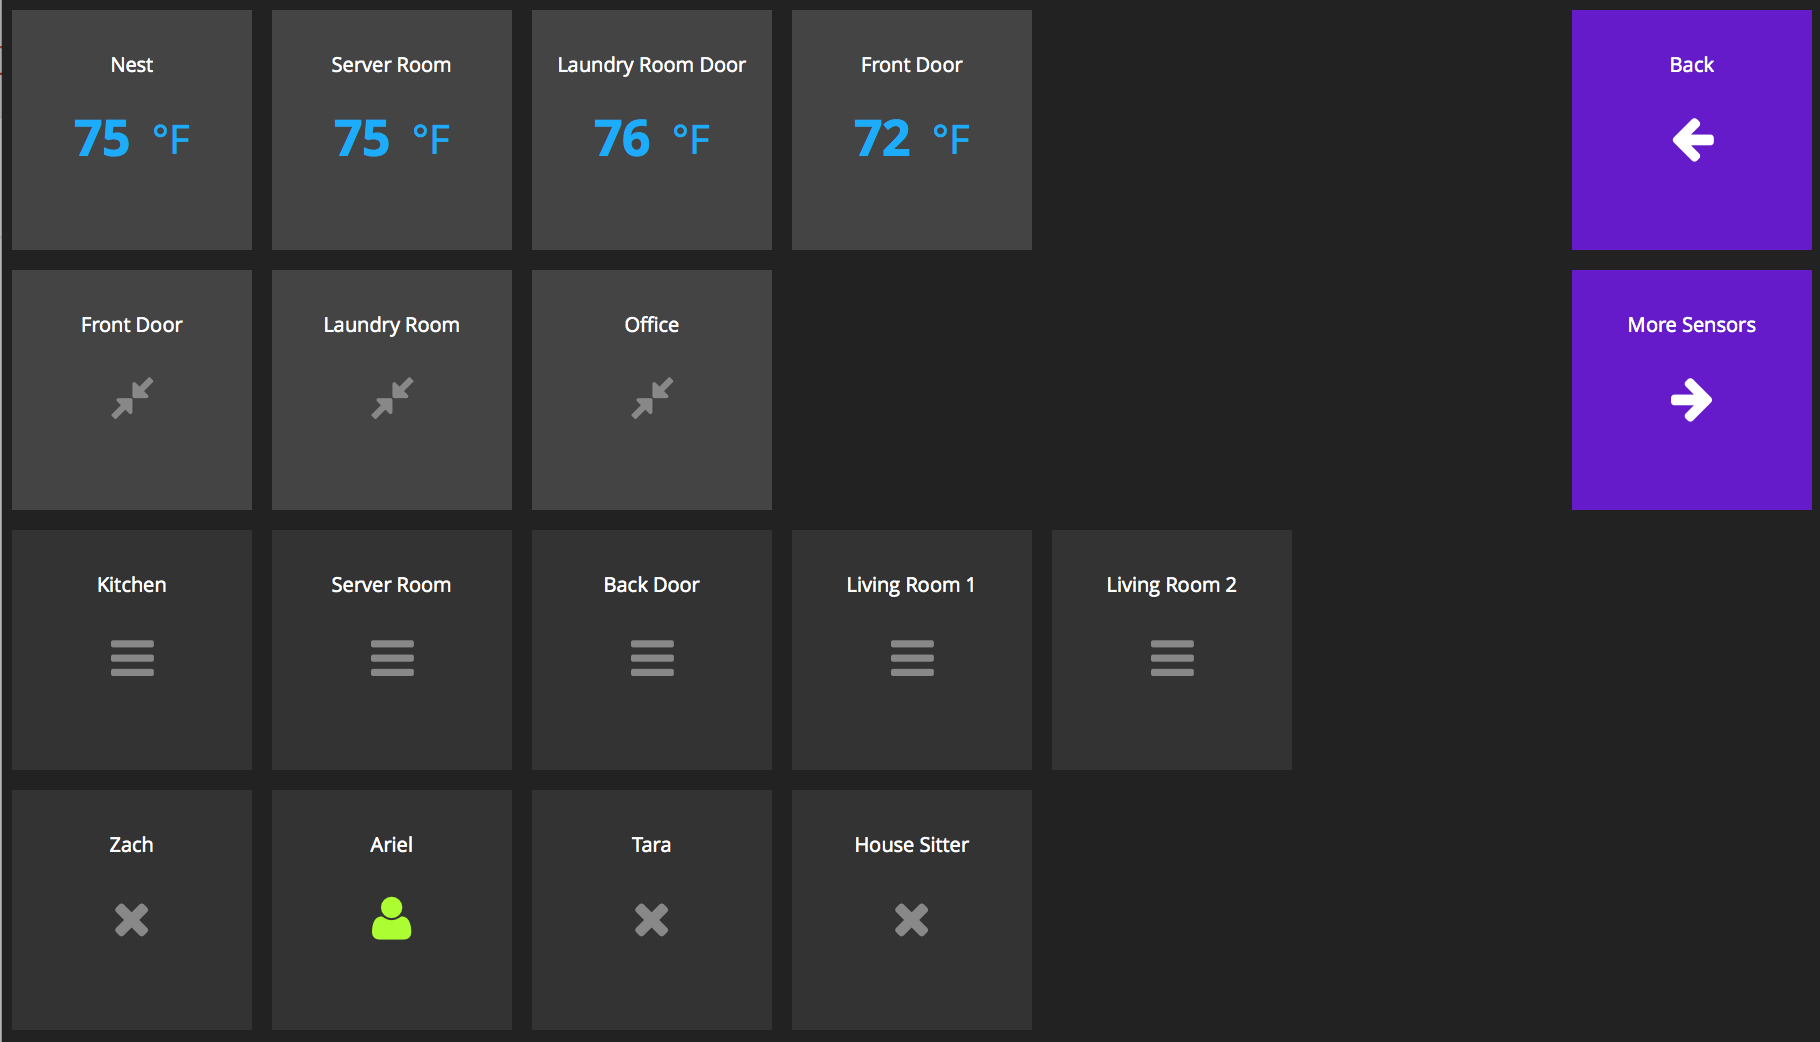 Nest
75 °F
Server Room
75 °F
Laundry Room Door
76 °F
Front Door
72 °F
Back
Front Door
Laundry Room
Office
More Sensors
Kitchen
Server Room
Back Door
Living Room 1
Living Room 2
Zach
Ariel
Tara
House Sitter